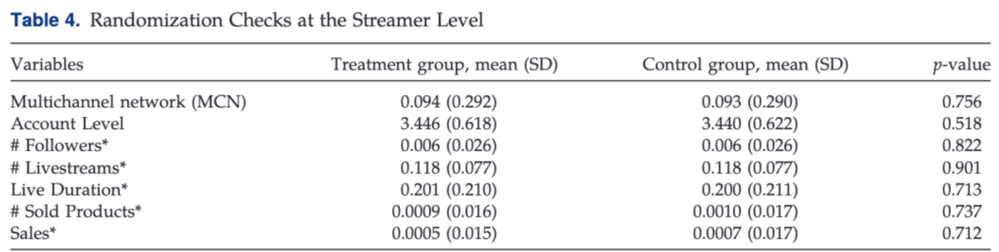 Table 4. Randomization Checks at the Streamer Level
Variables Treatment group, mean (SD) Control group, mean (SD) p-value
Multichannel network (MCN) 0.094 (0.292) 0.093 (0.290) 0.756
Account Level 3.446 (0.618) 3.440 (0.622) 0.518
# Followers* 0.006 (0.026) 0.006 (0.026) 0.822
# Livestreams* 0.118 (0.077) 0.118 (0.077) 0.901
Live Duration* 0.201 (0.210) 0.200 (0.211) 0.713
# Sold Products* 0.0009 (0.016) 0.0010 (0.017) 0.737
Sales* 0.0005 (0.015) 0.0007 (0.017) 0.712